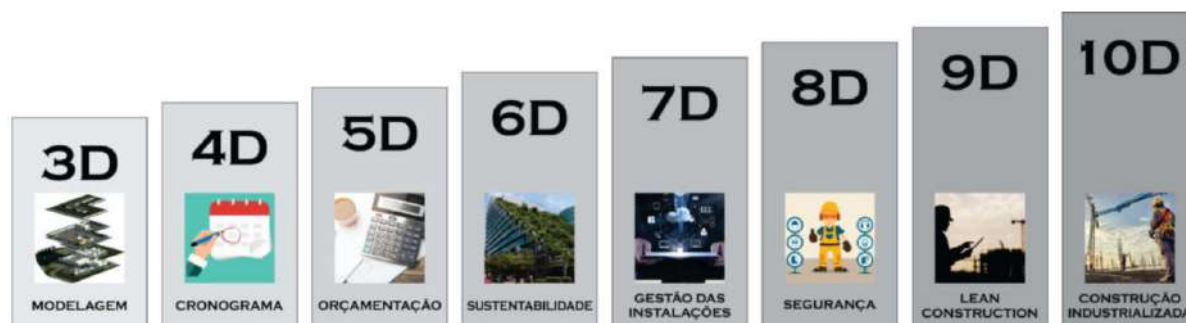 3D
MODELAGEM
4D
CRONOGRAMA
5D
ORÇAMENTAÇÃO
6D
SUSTENTABILIDADE
7D
GESTÃO DAS
INSTALAÇÕES
8D
SEGURANÇA
9D
LEAN
CONSTRUCTION
10D
CONSTRUÇÃO
INDUSTRIALIZADA